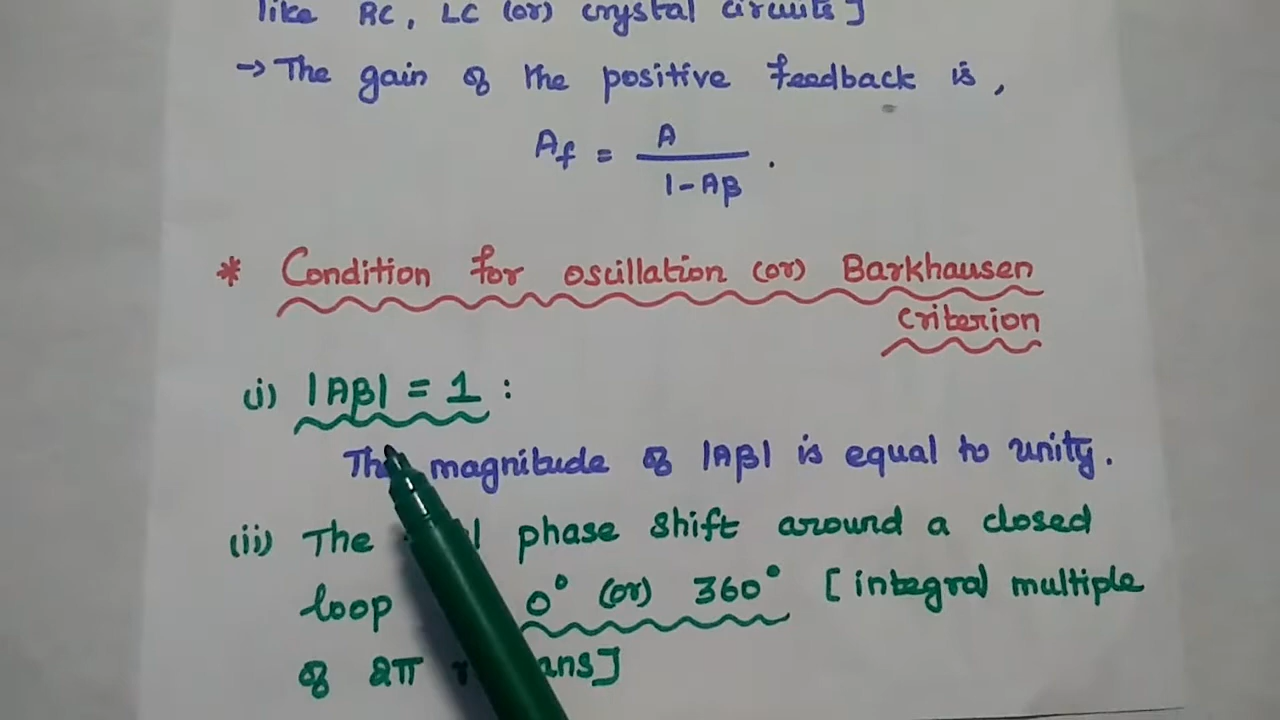 like RC, LC (or) crystal circuits]
→ The gain of the positive feedback is,
Af = A / 1-Aβ .
* Condition for oscillation (or) Barkhausen
criterion
(i) |Aβ| = 1 :
The magnitude of |Aβ| is equal to unity.
(ii) The phase shift around a closed
loop 0° (or) 360° [integral multiple
of 2π